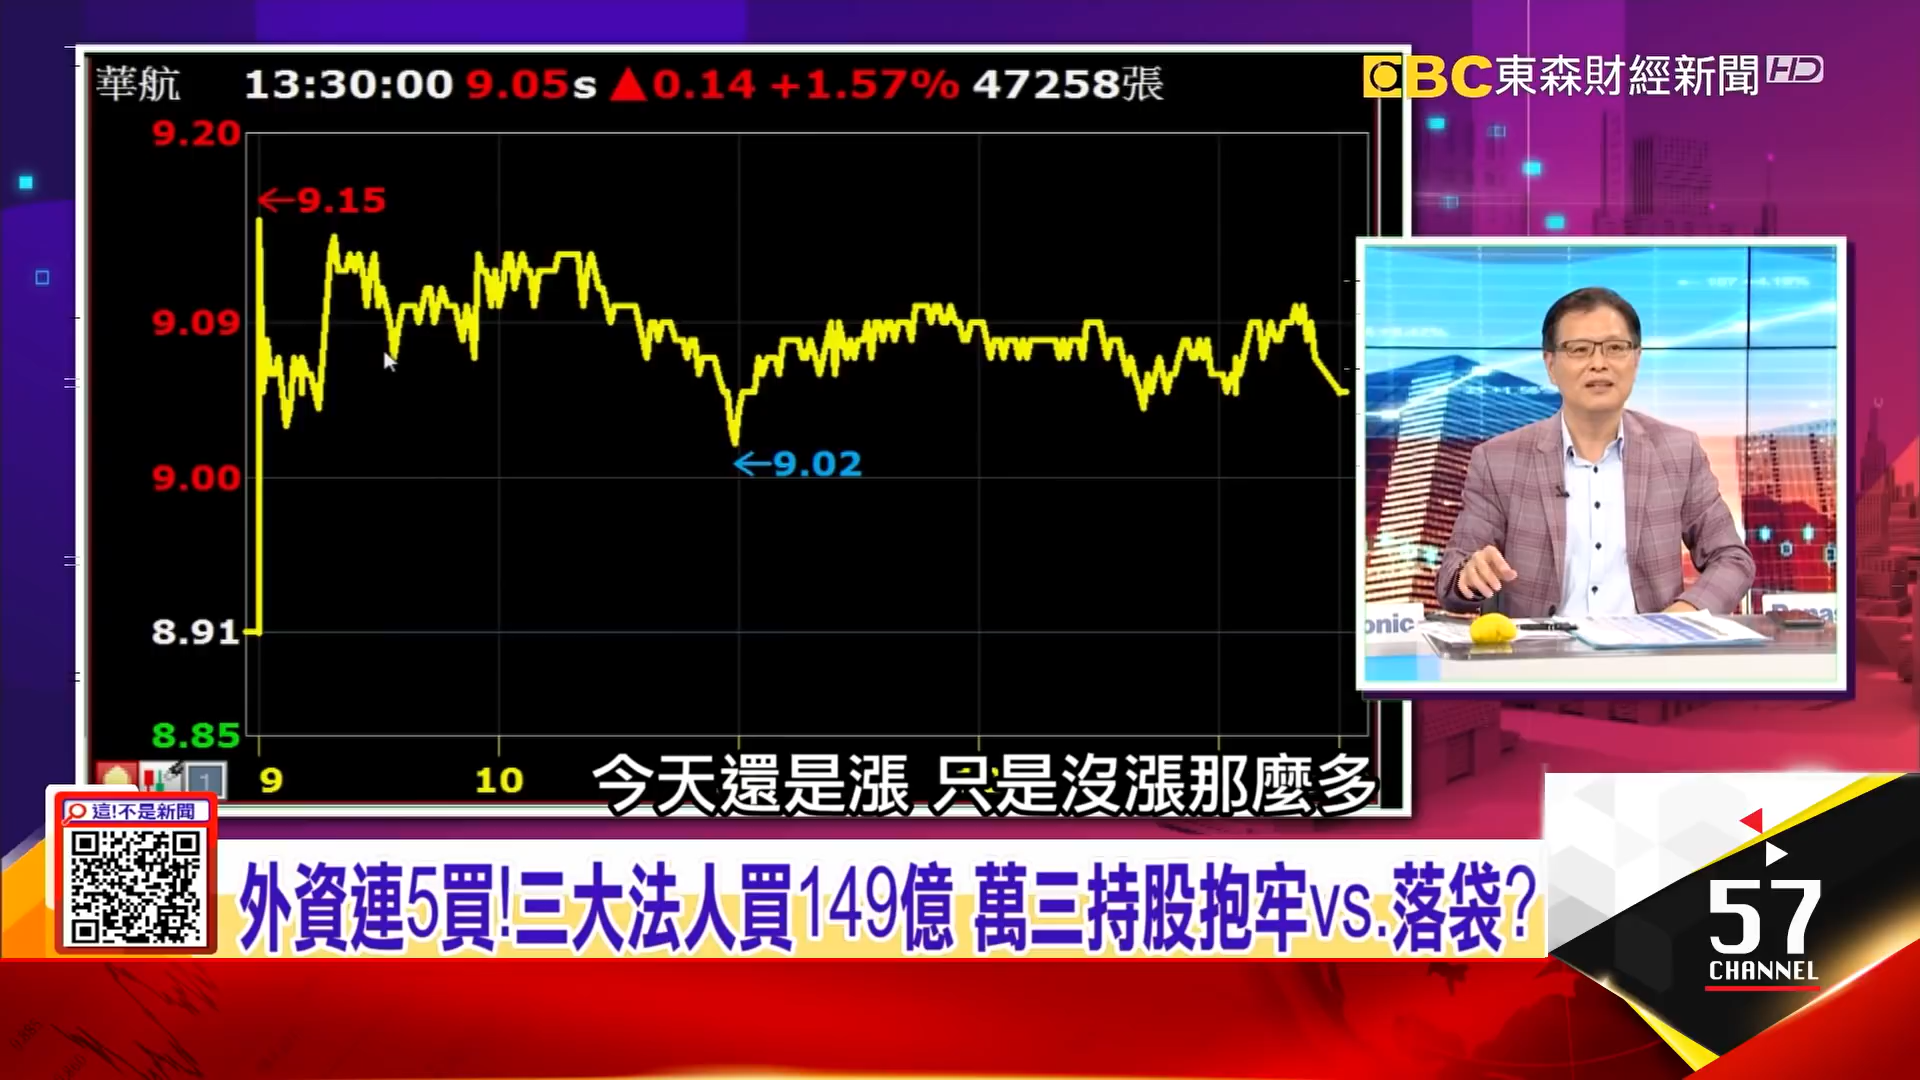 華航 13:30:00 9.05s ▲0.14 +1.57% 47258張
EBC東森財經新聞HD
9.20
←9.15
9.09
←9.02
9.00
8.91
8.85
9 10
今天還是漲 只是沒漲那麼多
onic
Pana
這!不是新聞
外資連5買!三大法人買149億 萬三持股抱牢vs.落袋?
57
CHANNEL